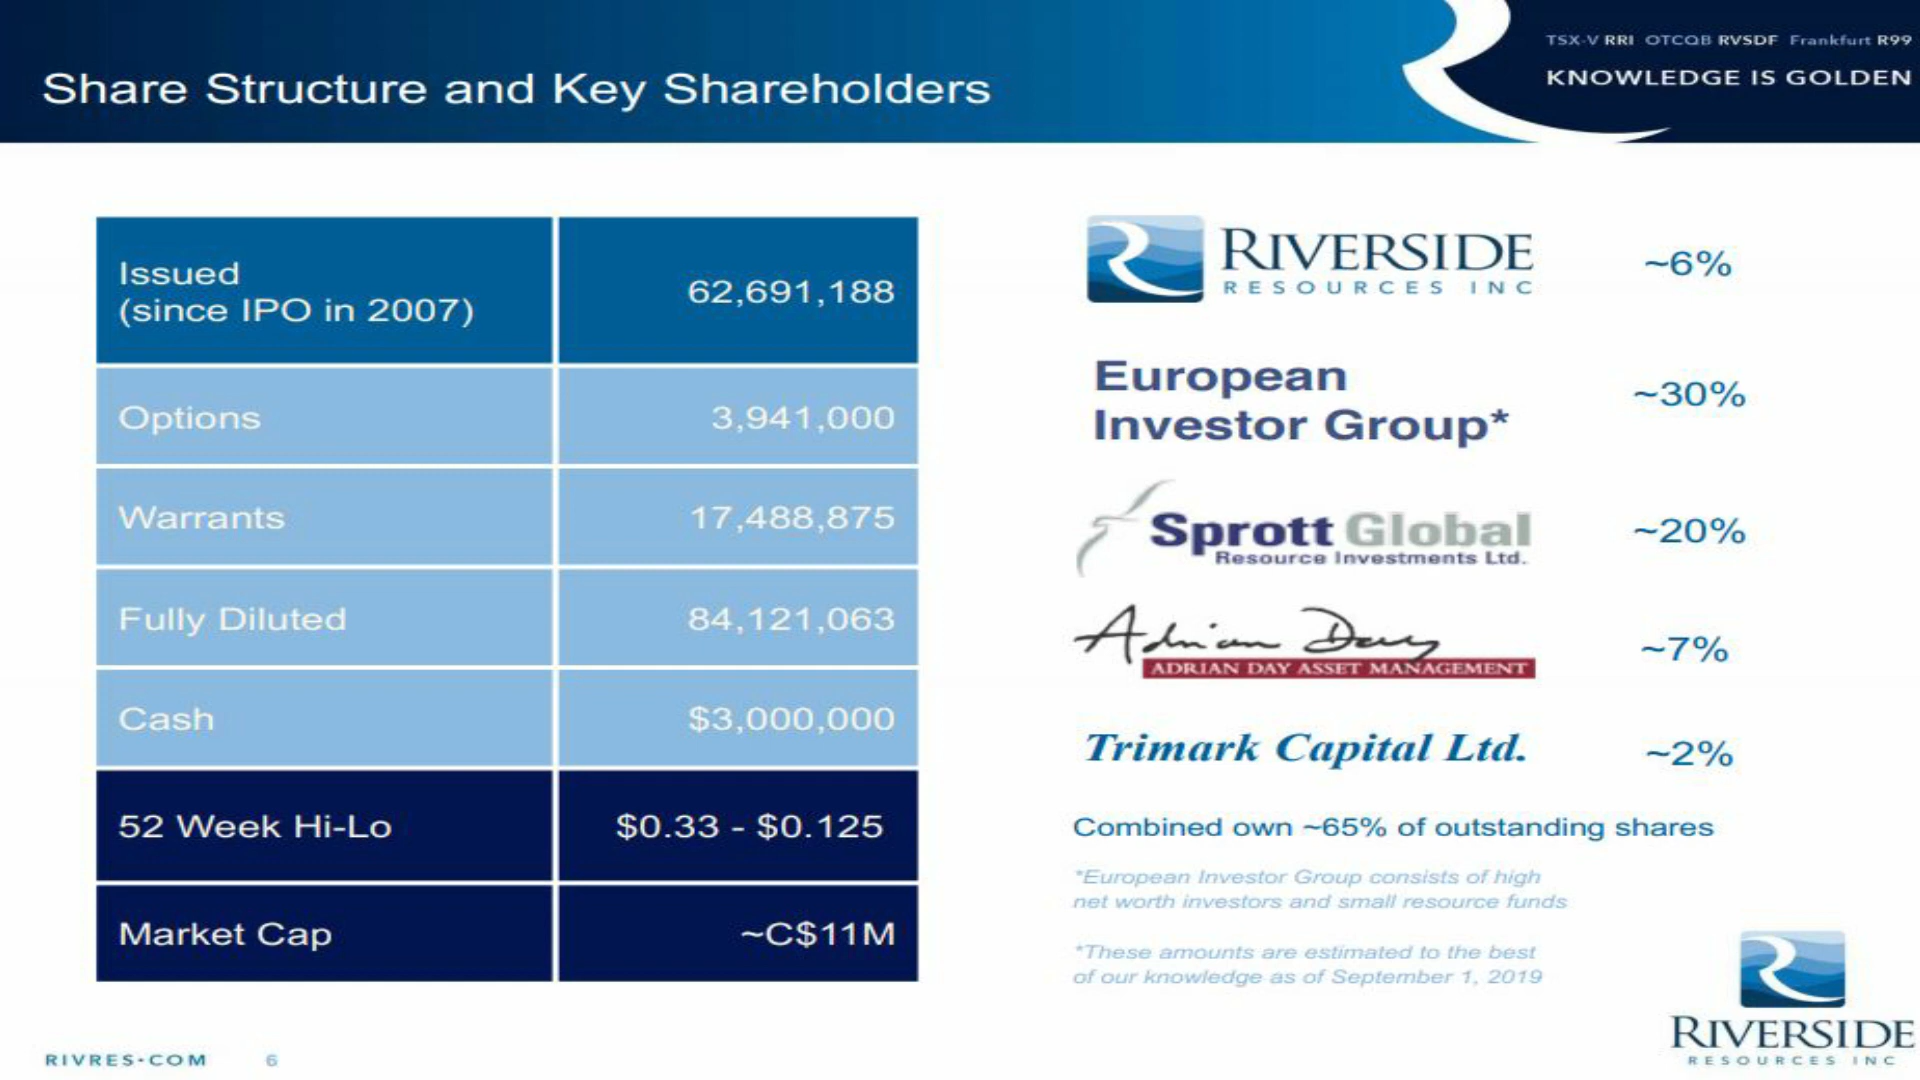 TSX-V RRI OTCQB RVSDF Frankfurt R99
KNOWLEDGE IS GOLDEN
Share Structure and Key Shareholders
Issued
(since IPO in 2007)
62,691,188
Options 3,941,000
Warrants 17,488,875
Fully Diluted 84,121,063
Cash $3,000,000
52 Week Hi-Lo $0.33 - $0.125
Market Cap ~C$11M
RIVERSIDE
RESOURCES INC
~6%
European
Investor Group*
~30%
Sprott Global
Resource Investments Ltd.
~20%
Adrian Day
ADRIAN DAY ASSET MANAGEMENT
~7%
Trimark Capital Ltd. ~2%
Combined own ~65% of outstanding shares
*European Investor Group consists of high
net worth investors and small resource funds
*These amounts are estimated to the best
of our knowledge as of September 1, 2019
RIVERSIDE
RESOURCES INC
RIVRES.COM 6